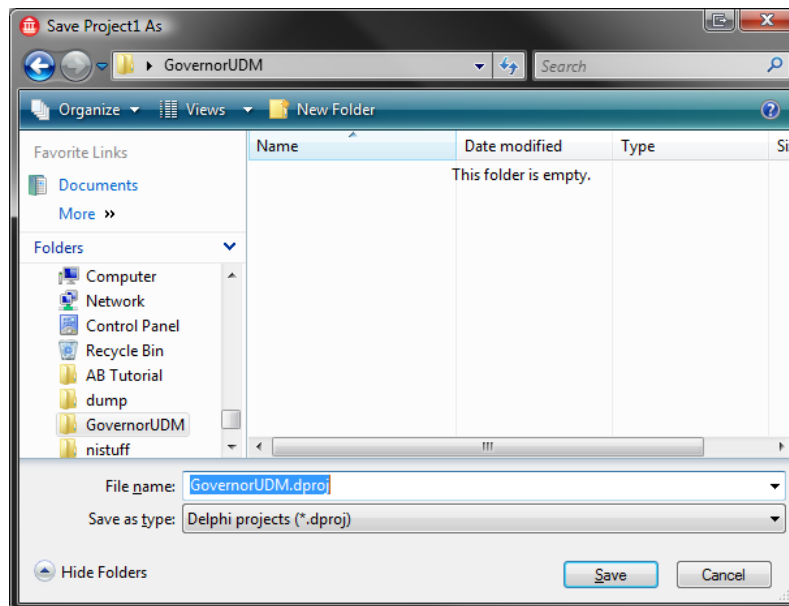 Save Project1 As
GovernorUDM
Search
Organize Views New Folder
Favorite Links
Documents
More »
Folders
Computer
Network
Control Panel
Recycle Bin
AB Tutorial
dump
GovernorUDM
nistuff
Name Date modified Type Si
This folder is empty.
File name: GovernorUDM.dproj
Save as type: Delphi projects (*.dproj)
Hide Folders Save Cancel